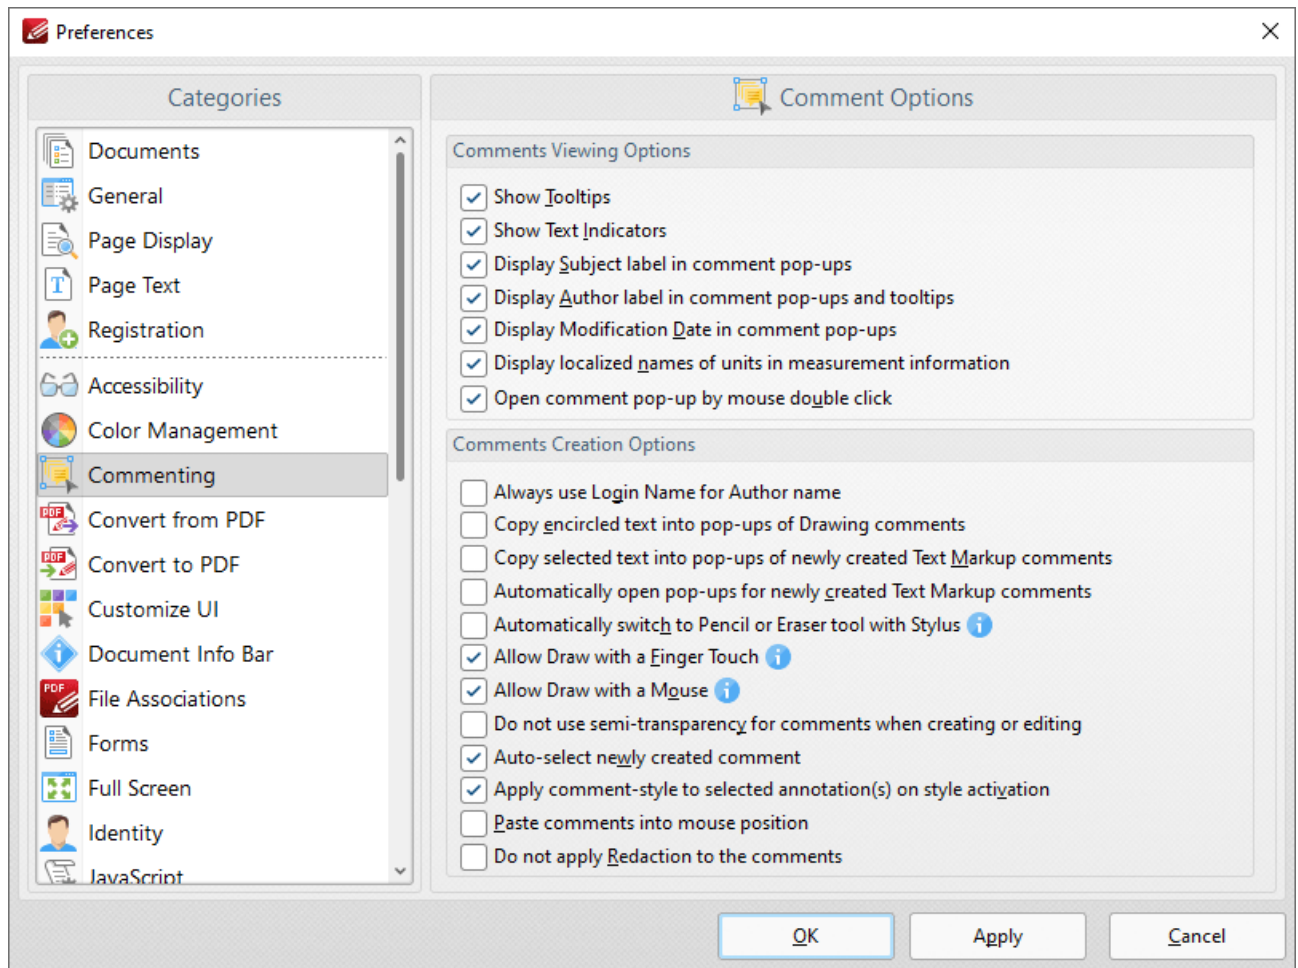 Preferences
Categories
Documents
General
Page Display
Page Text
Registration
Accessibility
Color Management
Commenting
Convert from PDF
Convert to PDF
Customize UI
Document Info Bar
File Associations
Forms
Full Screen
Identity
JavaScript
Comment Options
Comments Viewing Options
Show Tooltips
Show Text Indicators
Display Subject label in comment pop-ups
Display Author label in comment pop-ups and tooltips
Display Modification Date in comment pop-ups
Display localized names of units in measurement information
Open comment pop-up by mouse double click
Comments Creation Options
Always use Login Name for Author name
Copy encircled text into pop-ups of Drawing comments
Copy selected text into pop-ups of newly created Text Markup comments
Automatically open pop-ups for newly created Text Markup comments
Automatically switch to Pencil or Eraser tool with Stylus
Allow Draw with a Finger Touch
Allow Draw with a Mouse
Do not use semi-transparency for comments when creating or editing
Auto-select newly created comment
Apply comment-style to selected annotation(s) on style activation
Paste comments into mouse position
Do not apply Redaction to the comments
OK
Apply
Cancel